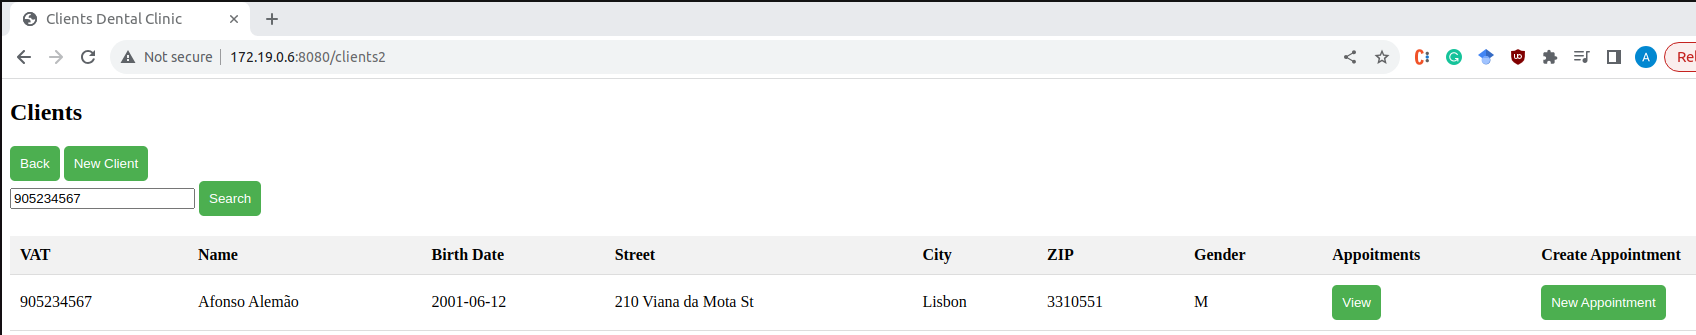 Clients Dental Clinic
Not secure 172.19.0.6:8080/clients2 A Rel
Clients
Back New Client
905234567 Search
VAT Name Birth Date Street City ZIP Gender Appoitments Create Appointment
905234567 Afonso Alemão 2001-06-12 210 Viana da Mota St Lisbon 3310551 M View New Appointment